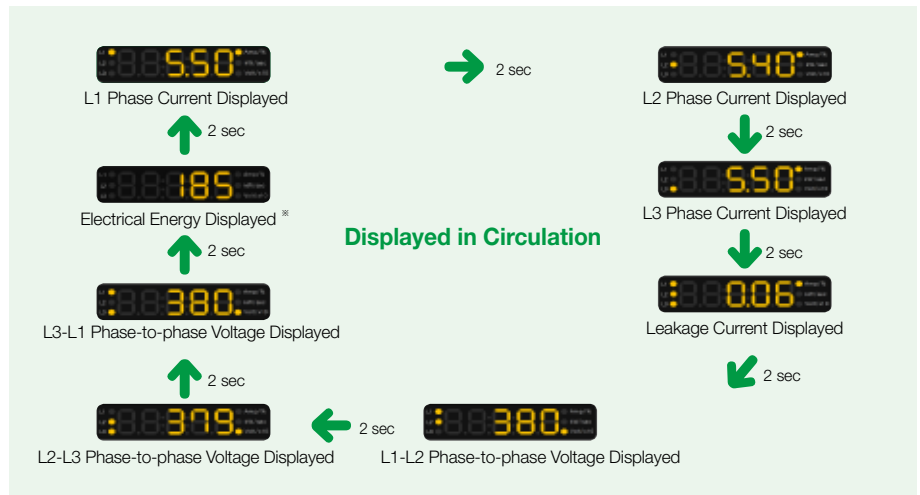 5.50
2 sec
5.40
L1 Phase Current Displayed
L2 Phase Current Displayed
2 sec
2 sec
185
5.50
Electrical Energy Displayed ※
L3 Phase Current Displayed
Displayed in Circulation
2 sec
2 sec
380.
0.06
L3-L1 Phase-to-phase Voltage Displayed
Leakage Current Displayed
2 sec
2 sec
379.
2 sec
380.
L2-L3 Phase-to-phase Voltage Displayed
L1-L2 Phase-to-phase Voltage Displayed